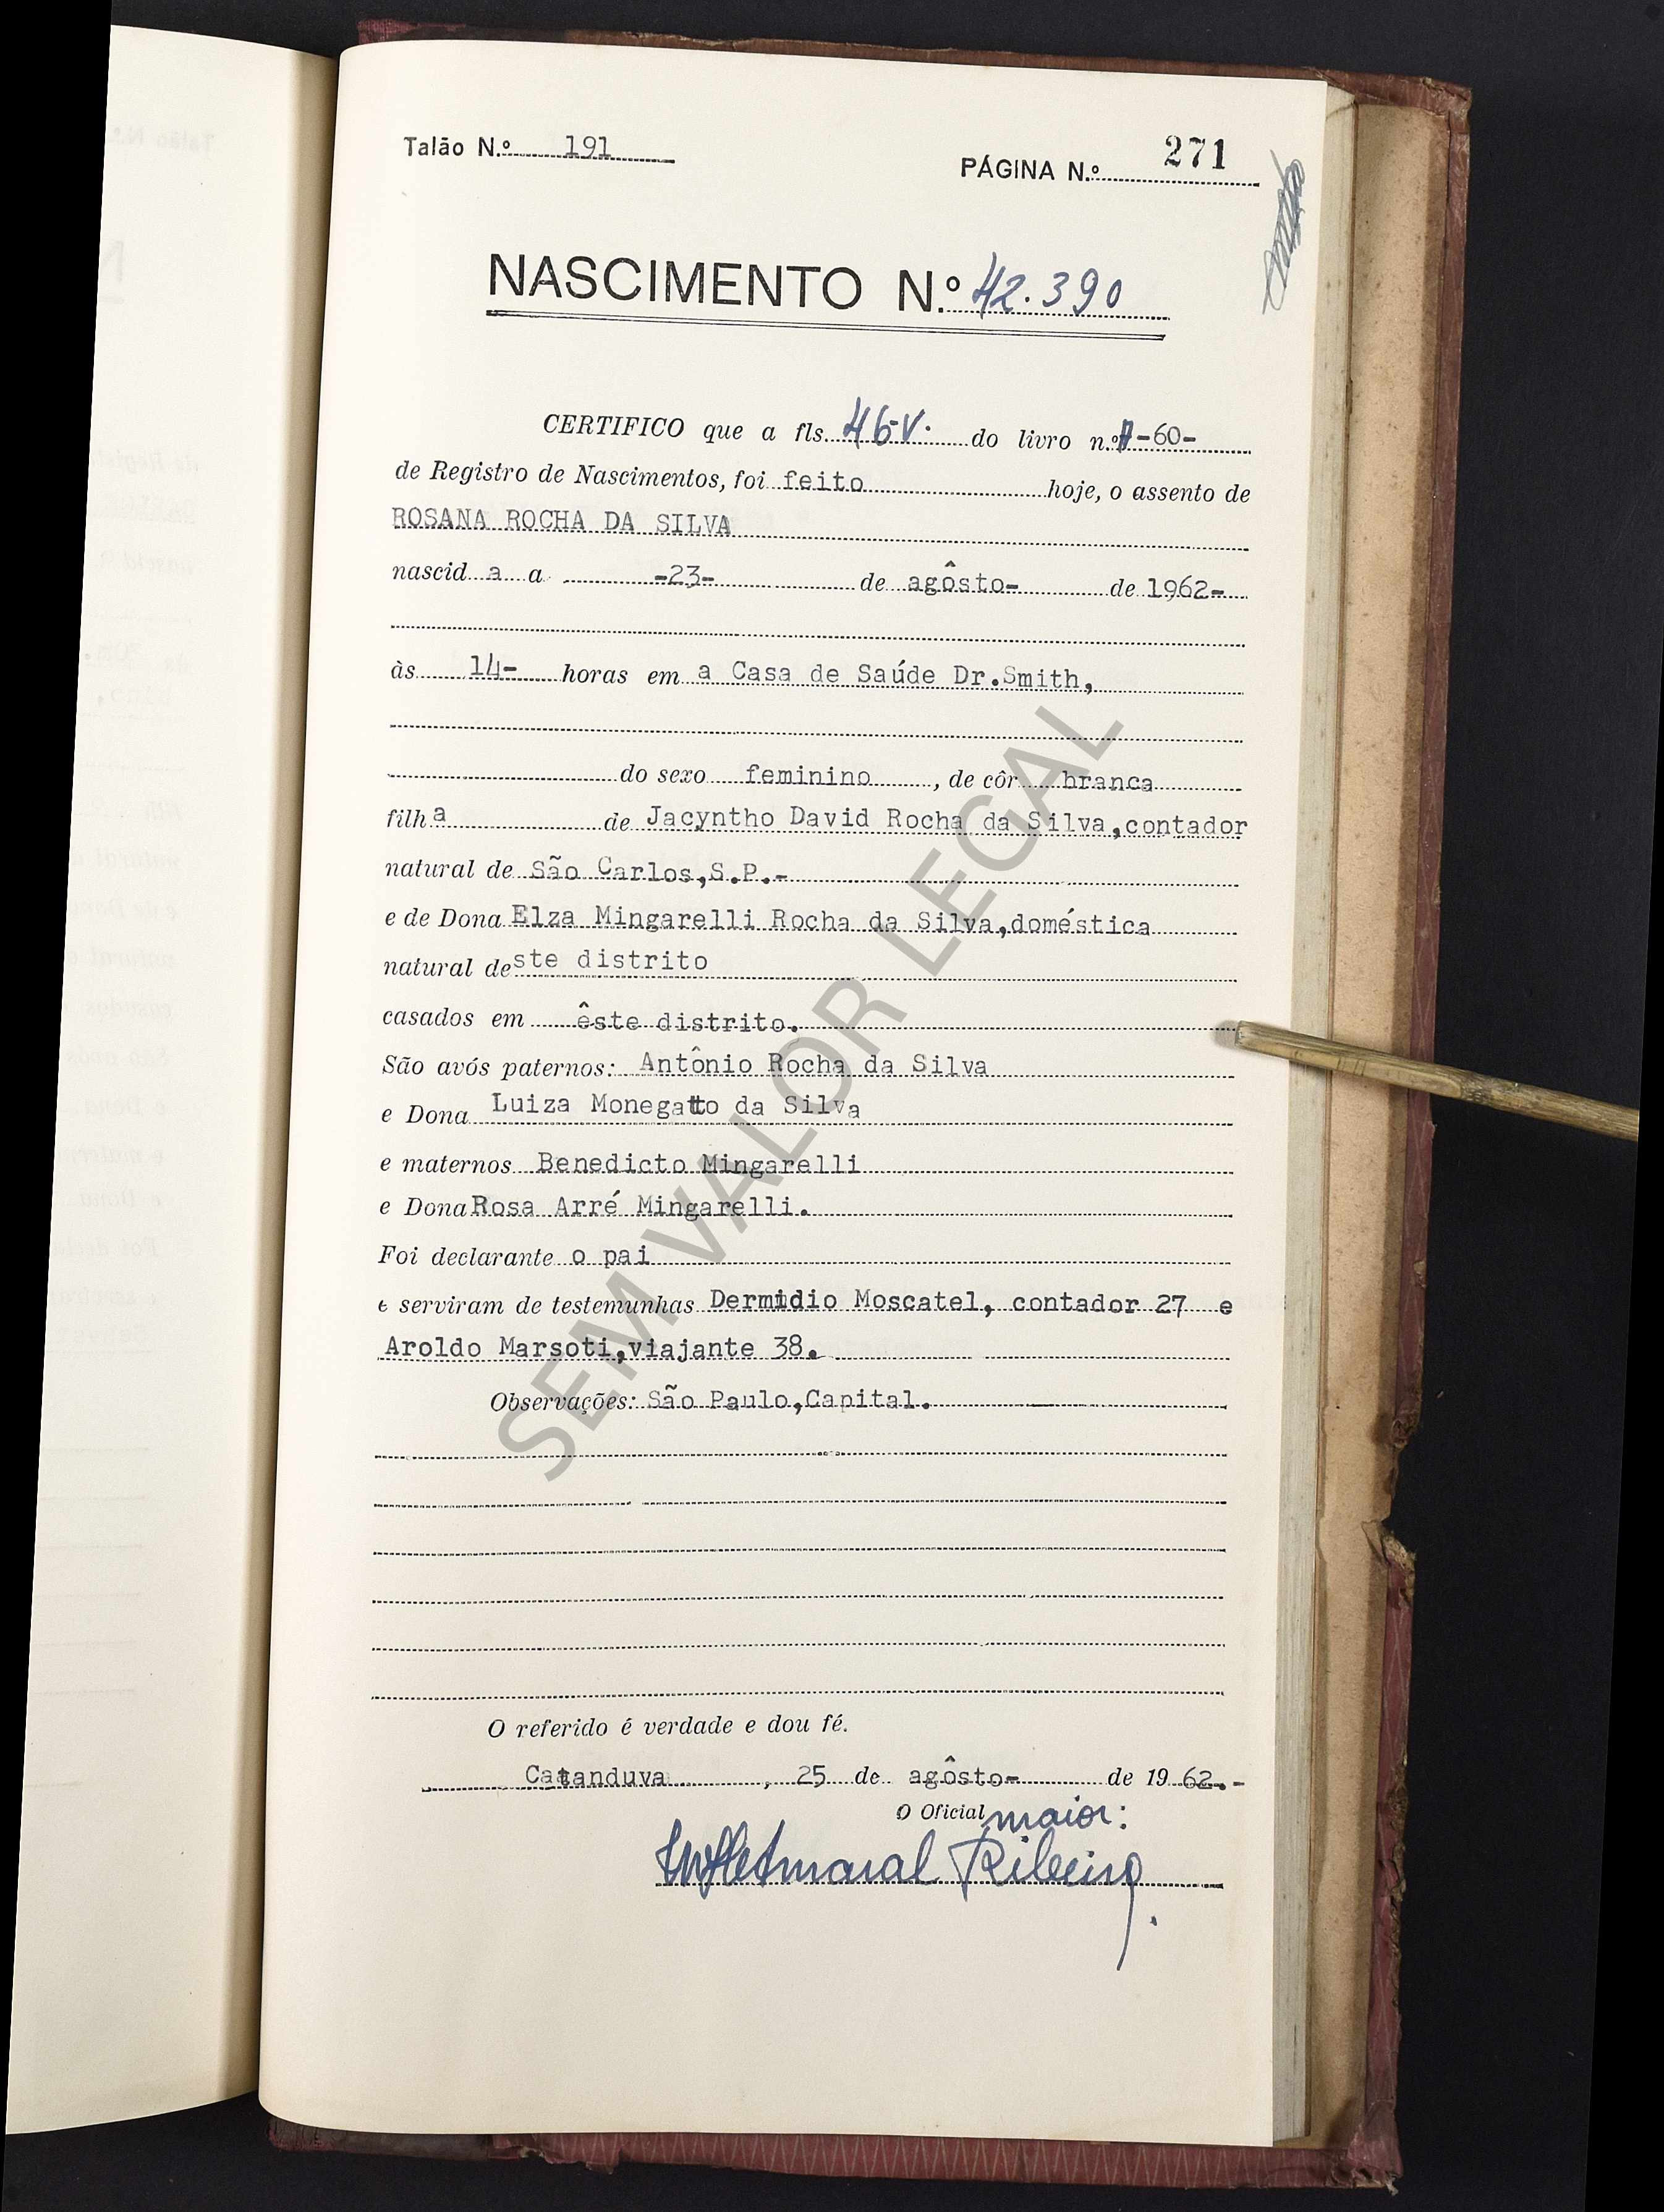 Talão N.º 191
PÁGINA N.º 271
NASCIMENTO N.º 42.390
CERTIFICO que a fls. 46-V. do livro n.º A-60-
de Registro de Nascimentos, foi feito hoje, o assento de
ROSANA ROCHA DA SILVA
nascid a a -23- de agôsto- de 1962-
às 14- horas em a Casa de Saúde Dr.Smith,
do sexo feminino, de côr branca
filha de Jacyntho David Rocha da Silva,contador
natural de São Carlos,S.P.-
e de Dona Elza Mingarelli Rocha da Silva,doméstica
natural deste distrito
casados em êste distrito.
São avós paternos: Antônio Rocha da Silva
e Dona Luiza Monegatto da Silva
e maternos Benedicto Mingarelli
e Dona Rosa Arré Mingarelli.
Foi declarante o pai
e serviram de testemunhas Dermidio Moscatel, contador 27 e
Aroldo Marsoti,viajante 38.
Observações: São Paulo,Capital.
O referido é verdade e dou fé.
Catanduva, 25 de agôsto- de 1962.-
O Oficial maior:
Amaral Ribeiro
SEM VALOR LEGAL